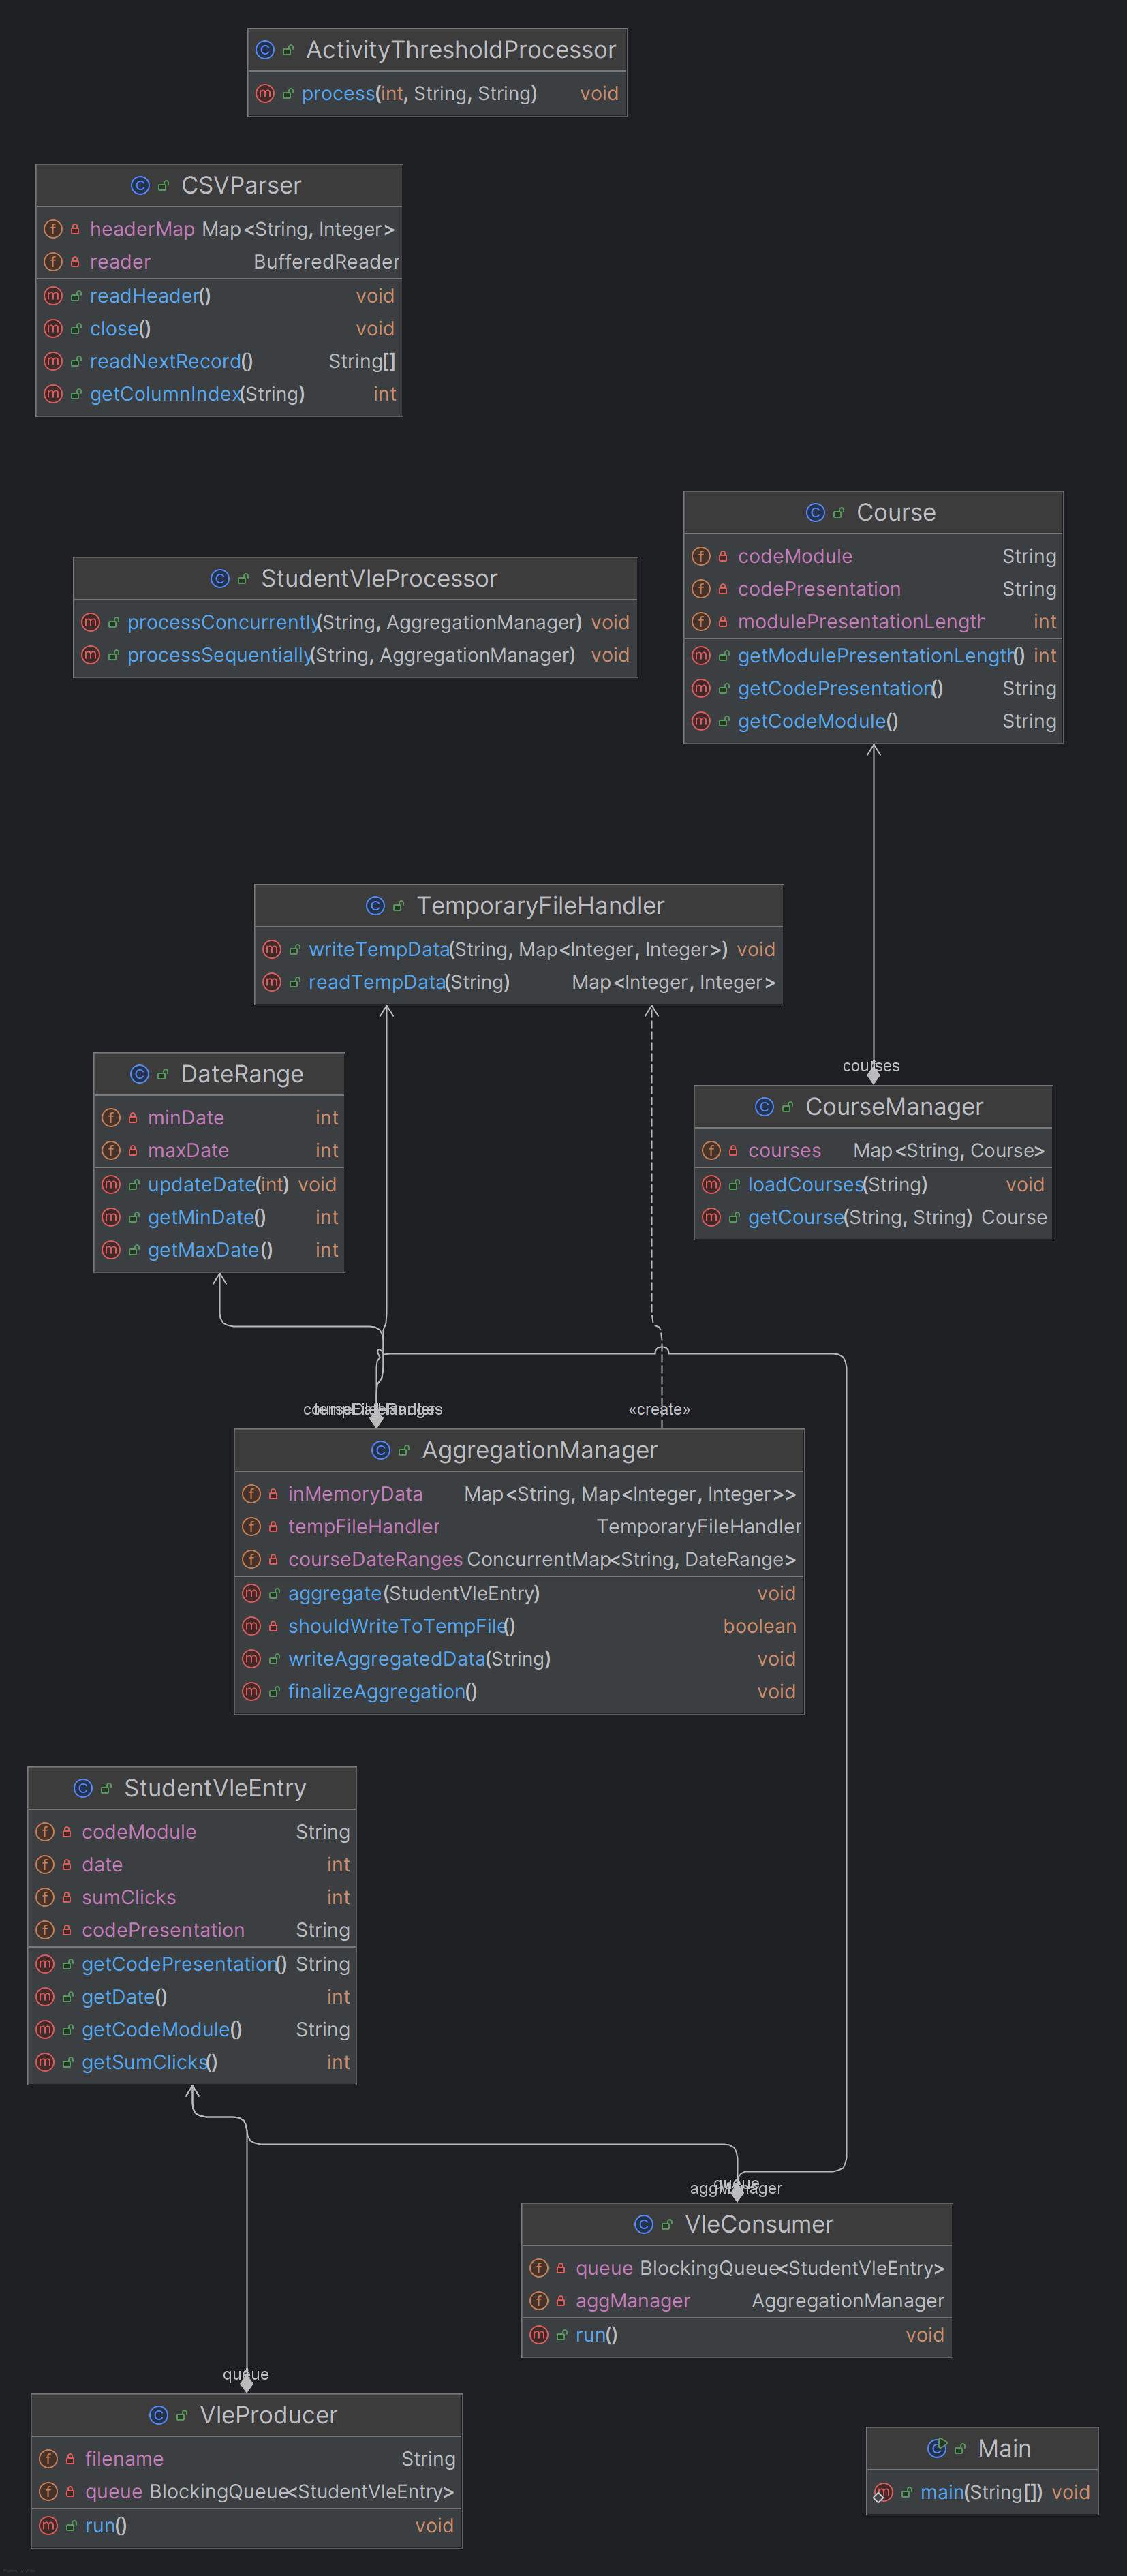 ActivityThresholdProcessor
process(int, String, String) void
CSVParser
headerMap Map<String, Integer>
reader BufferedReader
readHeader() void
close() void
readNextRecord() String[]
getColumnIndex(String) int
Course
codeModule String
codePresentation String
modulePresentationLength int
getModulePresentationLength() int
getCodePresentation() String
getCodeModule() String
StudentVleProcessor
processConcurrently(String, AggregationManager) void
processSequentially(String, AggregationManager) void
TemporaryFileHandler
writeTempData(String, Map<Integer, Integer>) void
readTempData(String) Map<Integer, Integer>
DateRange
minDate int
maxDate int
updateDate(int) void
getMinDate() int
getMaxDate() int
courses
CourseManager
courses Map<String, Course>
loadCourses(String) void
getCourse(String, String) Course
«create»
AggregationManager
inMemoryData Map<String, Map<Integer, Integer>>
tempFileHandler TemporaryFileHandler
courseDateRanges ConcurrentMap<String, DateRange>
aggregate(StudentVleEntry) void
shouldWriteToTempFile() boolean
writeAggregatedData(String) void
finalizeAggregation() void
StudentVleEntry
codeModule String
date int
sumClicks int
codePresentation String
getCodePresentation() String
getDate() int
getCodeModule() String
getSumClicks() int
queue
aggManager
VleConsumer
queue BlockingQueue<StudentVleEntry>
aggManager AggregationManager
run() void
queue
VleProducer
filename String
queue BlockingQueue<StudentVleEntry>
run() void
Main
main(String[]) void